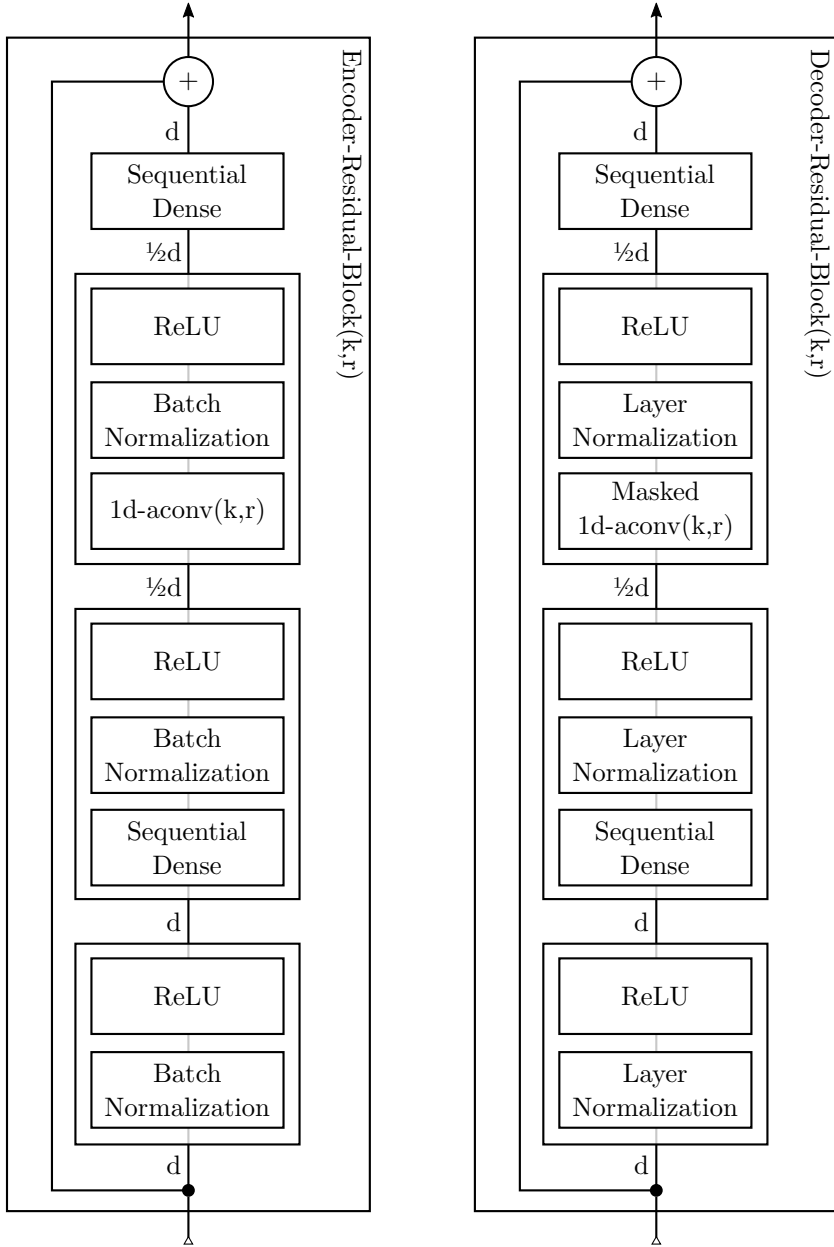 Encoder-Residual-Block(k,r)
+
d
Sequential
Dense
½d
ReLU
Batch
Normalization
1d-aconv(k,r)
½d
ReLU
Batch
Normalization
Sequential
Dense
d
ReLU
Batch
Normalization
d
Decoder-Residual-Block(k,r)
+
d
Sequential
Dense
½d
ReLU
Layer
Normalization
Masked
1d-aconv(k,r)
½d
ReLU
Layer
Normalization
Sequential
Dense
d
ReLU
Layer
Normalization
d